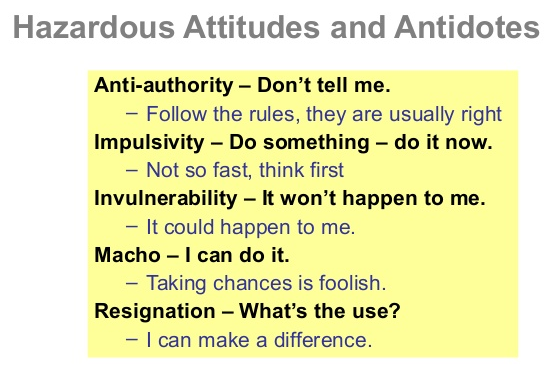 Hazardous Attitudes and Antidotes
Anti-authority – Don’t tell me.
– Follow the rules, they are usually right
Impulsivity – Do something – do it now.
– Not so fast, think first
Invulnerability – It won’t happen to me.
– It could happen to me.
Macho – I can do it.
– Taking chances is foolish.
Resignation – What’s the use?
– I can make a difference.